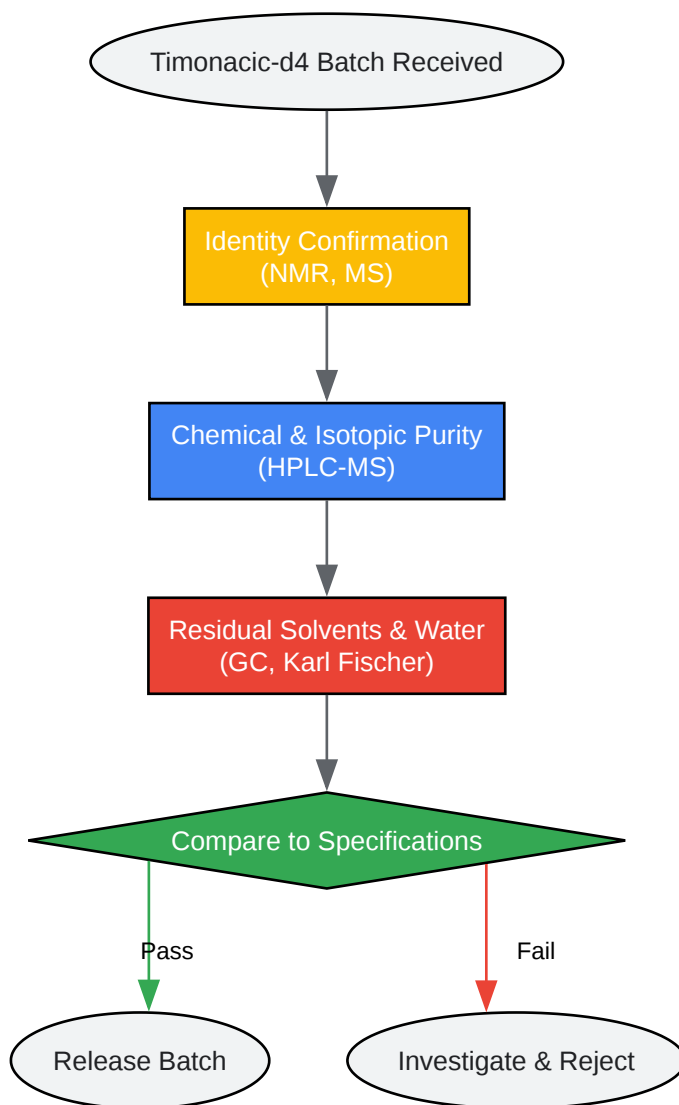 Timonacic-d4 Batch Received
Identity Confirmation
(NMR, MS)
Chemical & Isotopic Purity
(HPLC-MS)
Residual Solvents & Water
(GC, Karl Fischer)
Compare to Specifications
Pass
Fail
Release Batch
Investigate & Reject